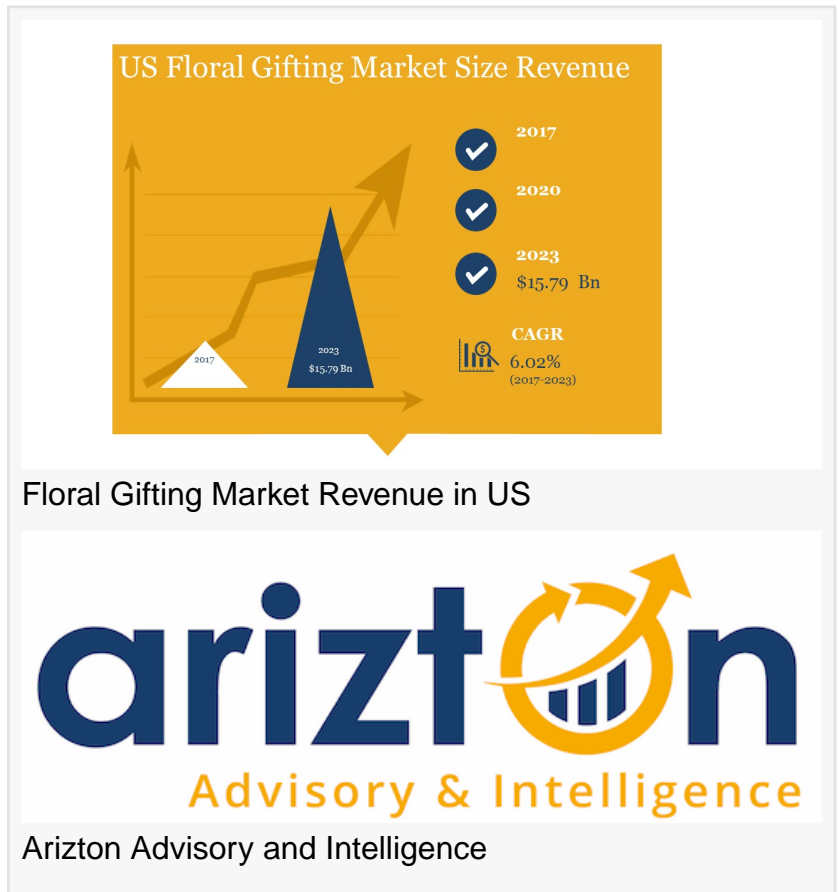 US Floral Gifting Market Size Revenue
2017
2020
2023
$15.79 Bn
CAGR
6.02%
(2017-2023)
2017
2023
$15.79 Bn
Floral Gifting Market Revenue in US
arizton
Advisory & Intelligence
Arizton Advisory and Intelligence